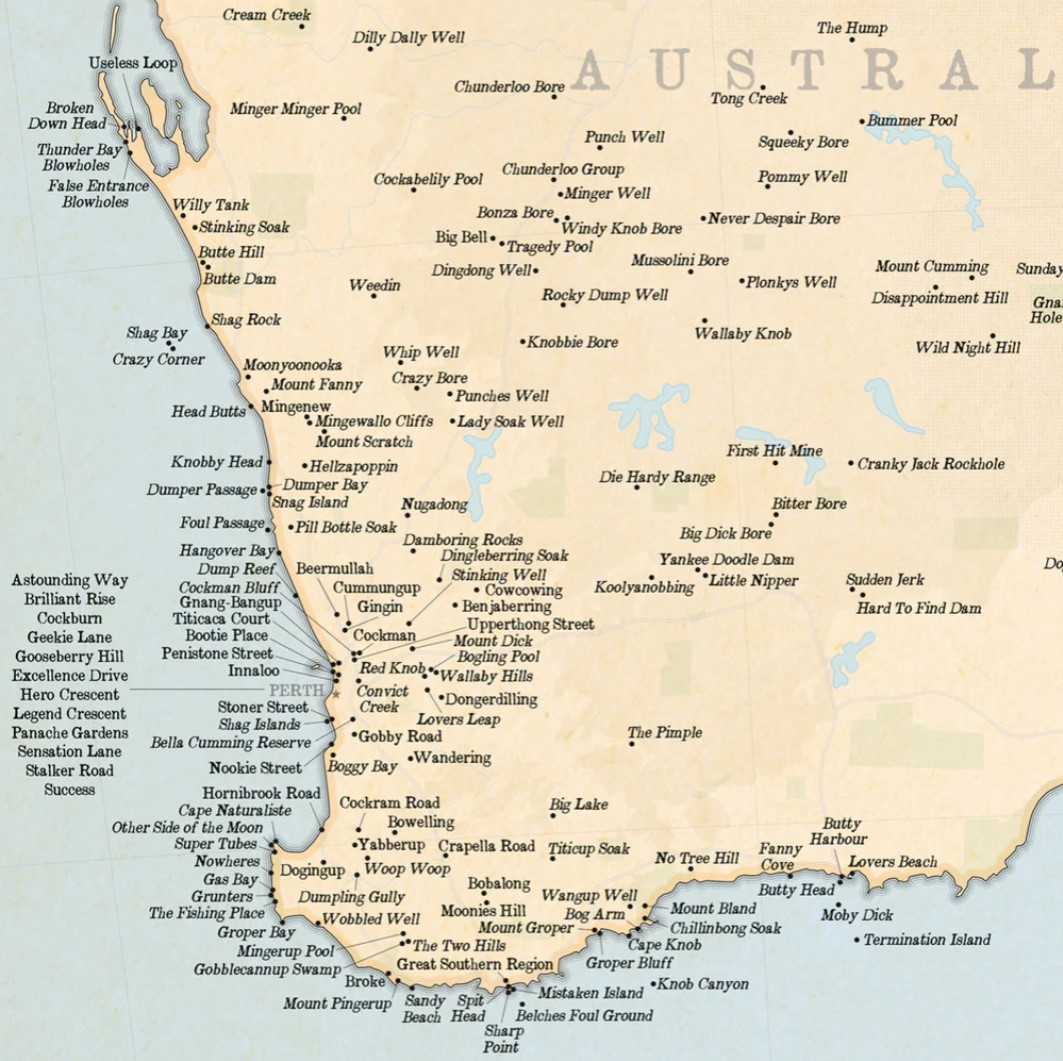 Cream Creek
Dilly Dally Well
The Hump
AUSTRAL
Useless Loop
Chunderloo Bore
Tong Creek
Broken
Down Head
Minger Minger Pool
Bummer Pool
Punch Well
Squeeky Bore
Thunder Bay
Blowholes
Chunderloo Group
Cockabelily Pool
Pommy Well
False Entrance
Blowholes
Minger Well
Willy Tank
Bonza Bore
Never Despair Bore
Stinking Soak
Windy Knob Bore
Big Bell
Tragedy Pool
Butte Hill
Mussolini Bore
Mount Cumming
Sunday
Butte Dam
Dingdong Well
Plonkys Well
Weedin
Rocky Dump Well
Disappointment Hill
Gna
Hole
Shag Rock
Shag Bay
Wallaby Knob
Knobbie Bore
Wild Night Hill
Crazy Corner
Whip Well
Moonyoonooka
Crazy Bore
Mount Fanny
Punches Well
Head Butts
Mingenew
Mingewallo Cliffs
Lady Soak Well
Mount Scratch
First Hit Mine
Knobby Head
Hellzapoppin
Cranky Jack Rockhole
Die Hardy Range
Dumper Bay
Dumper Passage
Snag Island
Nugadong
Bitter Bore
Foul Passage
Pill Bottle Soak
Big Dick Bore
Damboring Rocks
Hangover Bay
Dingleberring Soak
Yankee Doodle Dam
Do
Dump Reef
Beermullah
Stinking Well
Little Nipper
Sudden Jerk
Astounding Way
Cockman Bluff
Cummungup
Cowcowing
Koolyanobbing
Brilliant Rise
Gnang-Bangup
Gingin
Benjaberring
Hard To Find Dam
Cockburn
Titicaca Court
Upperthong Street
Geekie Lane
Bootie Place
Cockman
Mount Dick
Gooseberry Hill
Penistone Street
Bogling Pool
Excellence Drive
Innaloo
Red Knob
Wallaby Hills
Hero Crescent
PERTH
Convict
Creek
Dongerdilling
Legend Crescent
Stoner Street
Lovers Leap
Panache Gardens
Shag Islands
Sensation Lane
Bella Cumming Reserve
Gobby Road
The Pimple
Stalker Road
Nookie Street
Boggy Bay
Wandering
Success
Hornibrook Road
Cape Naturaliste
Cockram Road
Big Lake
Other Side of the Moon
Bowelling
Butty
Harbour
Super Tubes
Yabberup
Crapella Road
Titicup Soak
Fanny
Cove
Nowheres
Dogingup
Woop Woop
No Tree Hill
Lovers Beach
Gas Bay
Bobalong
Butty Head
Grunters
Dumpling Gully
Wangup Well
The Fishing Place
Wobbled Well
Moonies Hill
Bog Arm
Mount Bland
Moby Dick
Groper Bay
Mount Groper
Chillinbong Soak
Mingerup Pool
The Two Hills
Cape Knob
Termination Island
Gobblecannup Swamp
Great Southern Region
Groper Bluff
Broke
Mistaken Island
Knob Canyon
Mount Pingerup
Sandy
Beach
Spit
Head
Belches Foul Ground
Sharp
Point